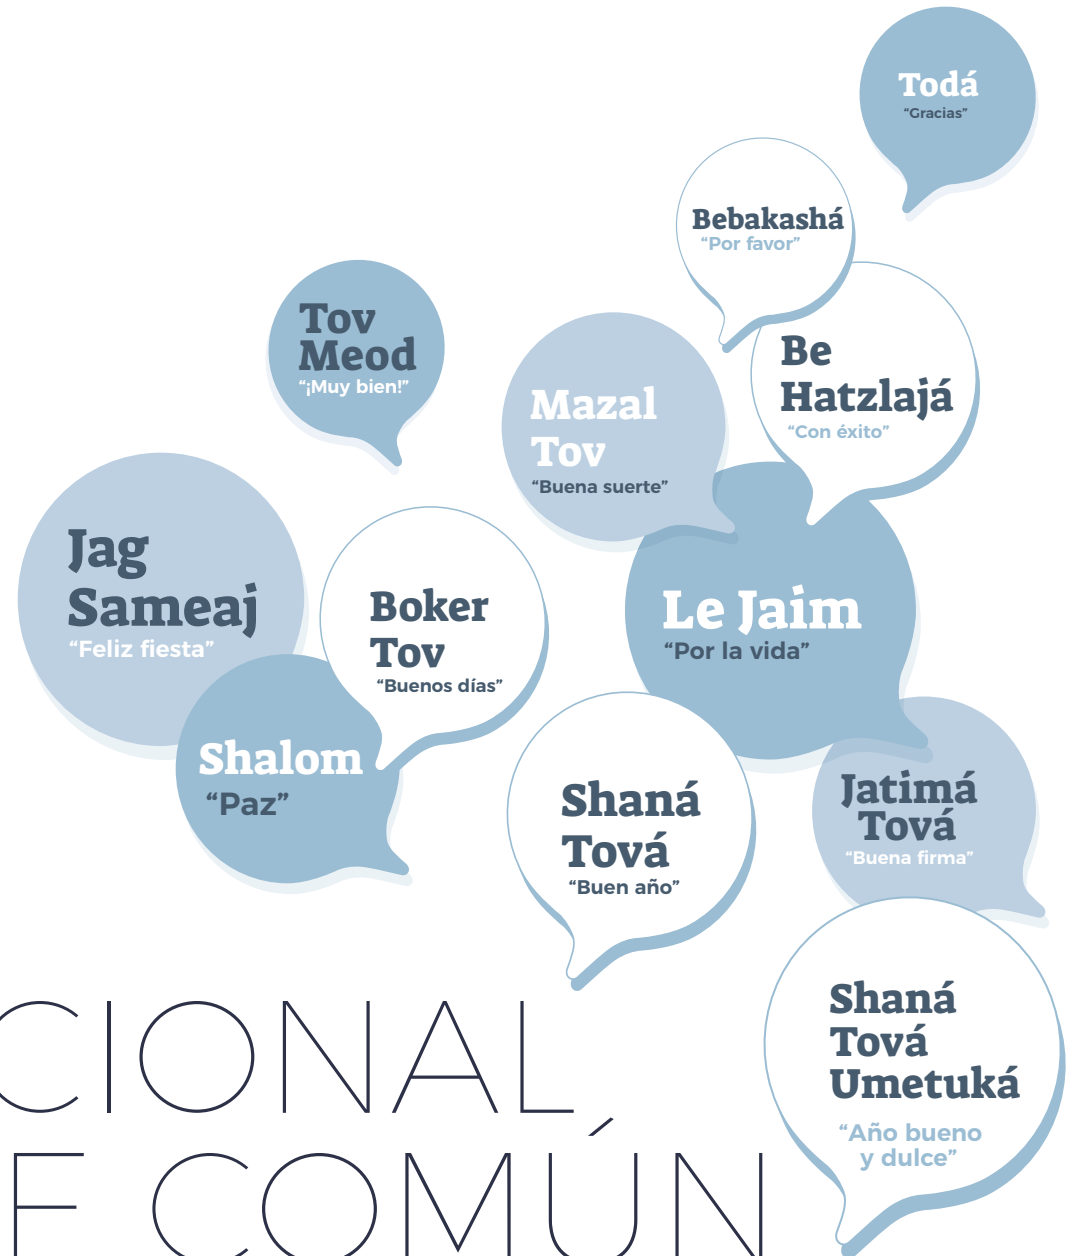 Todá
“Gracias”
Bebakashá
“Por favor”
Tov
Meod
“¡Muy bien!”
Be
Hatzlajá
“Con éxito”
Mazal
Tov
“Buena suerte”
Jag
Sameaj
“Feliz fiesta”
Boker
Tov
“Buenos días”
Le Jaim
“Por la vida”
Shalom
“Paz”
Shaná
Tová
“Buen año”
Jatimá
Tová
“Buena firma”
Shaná
Tová
Umetuká
“Año bueno
y dulce”
CIONAL,
E COMÚN